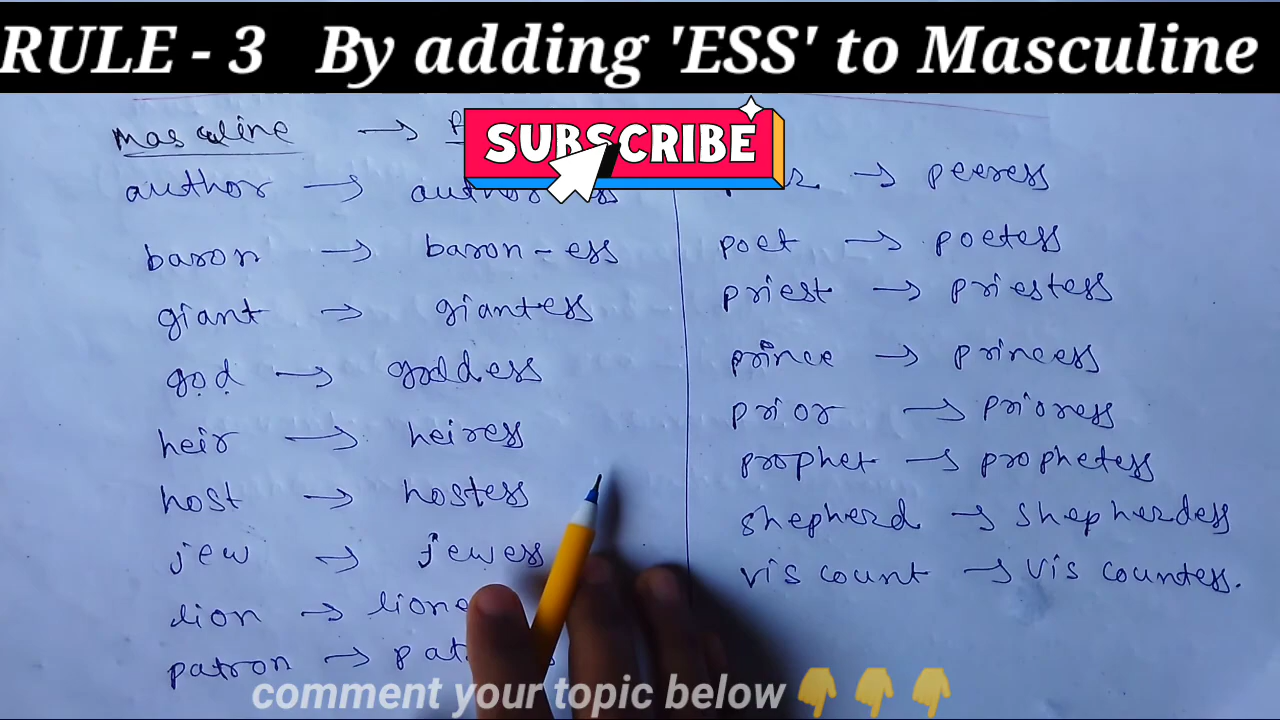 RULE - 3 By adding 'ESS' to Masculine
SUBSCRIBE
masculine →
author →
baron → baron-ess
giant → giantess
god → goddess
heir → heiress
host → hostess
jew → jewess
lion →
patron →
→ peeress
poet → poetess
priest → priestess
prince → princess
prior → prioress
prophet → prophetess
shepherd → shepherdess
viscount → viscountess.
comment your topic below 👇👇👇